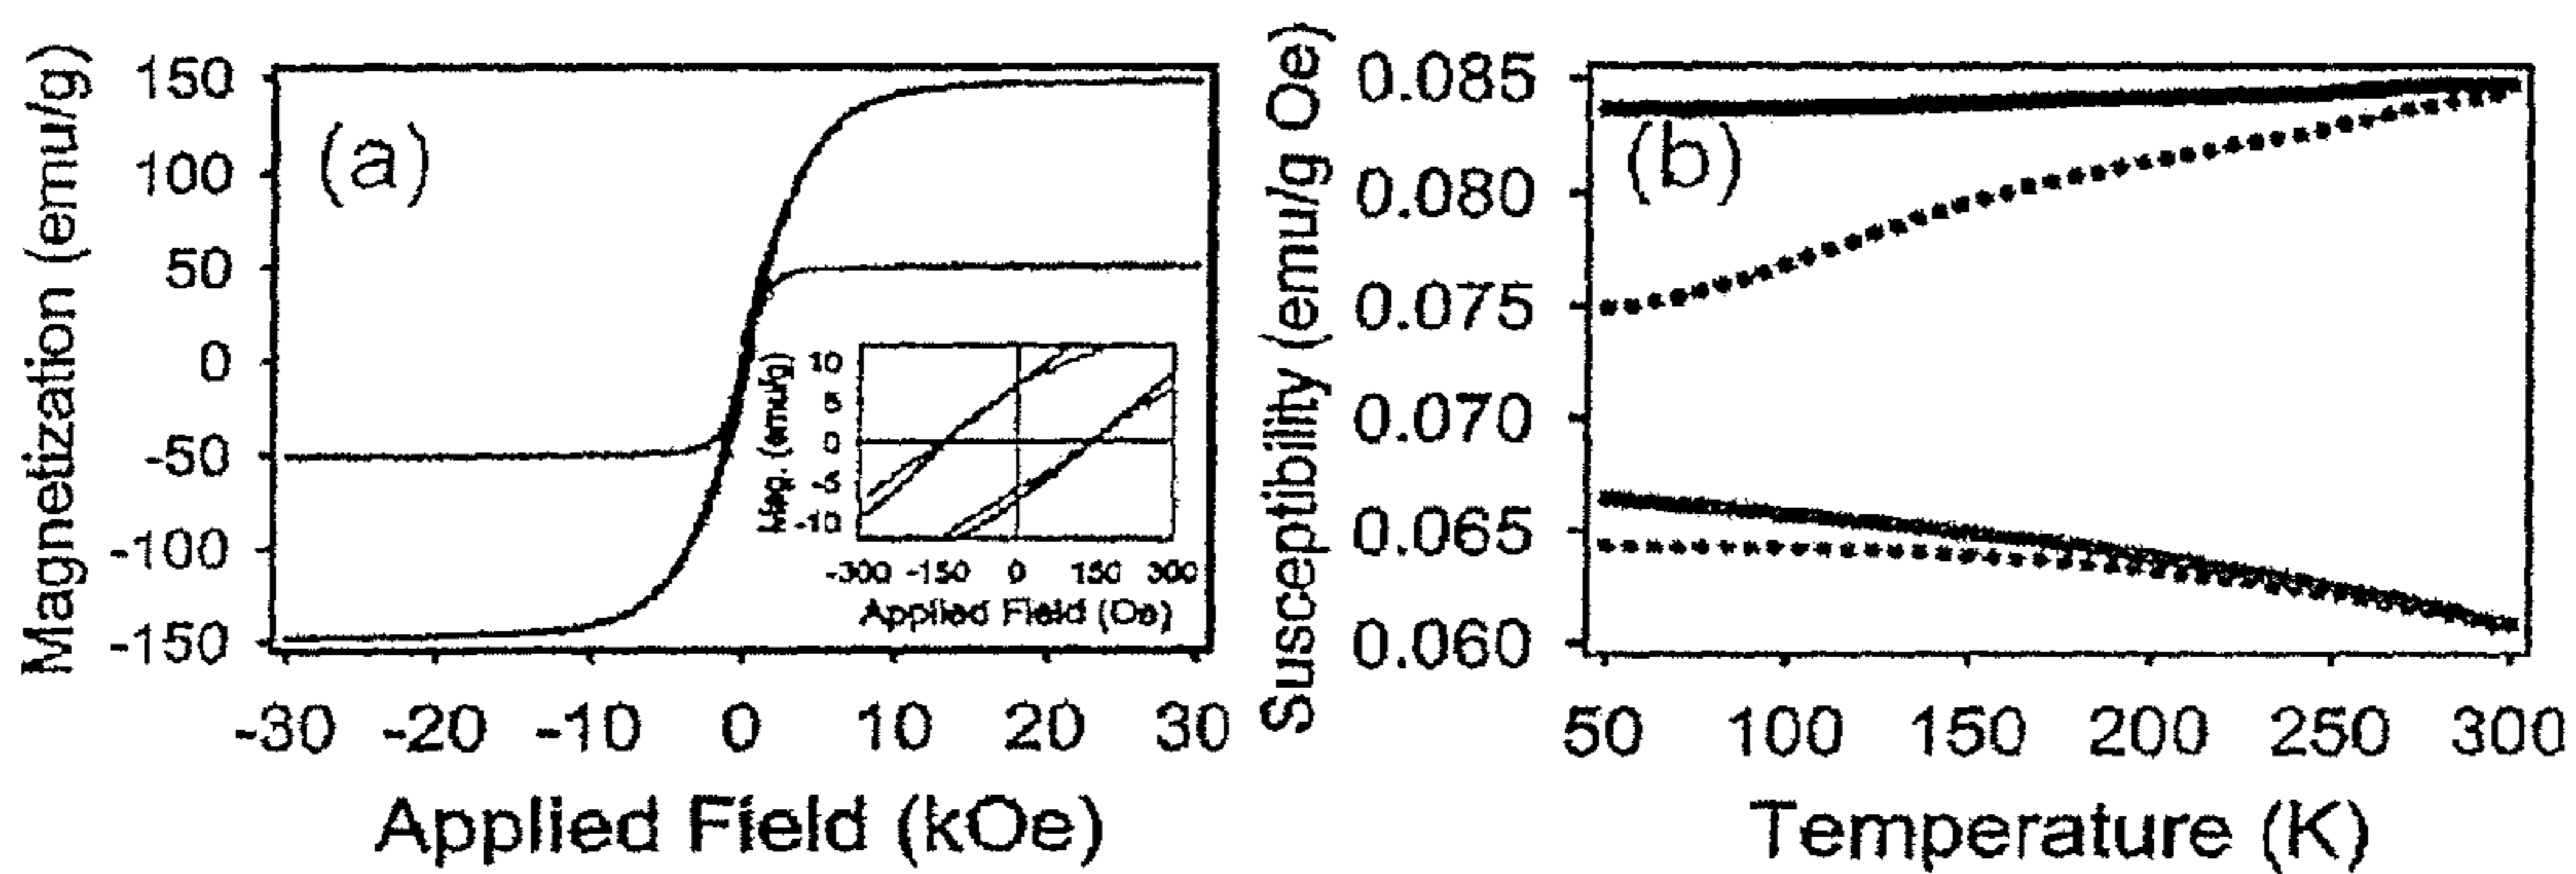 Magnetization (emu/g)
150
100
50
0
-50
-100
-150
(a)
Mag. (emu/g)
10
5
0
-5
-10
-300 -150 0 150 300
Applied Field (Oe)
-30 -20 -10 0 10 20 30
Applied Field (kOe)
Susceptibility (emu/g Oe)
0.085
0.080
0.075
0.070
0.065
0.060
(b)
50 100 150 200 250 300
Temperature (K)